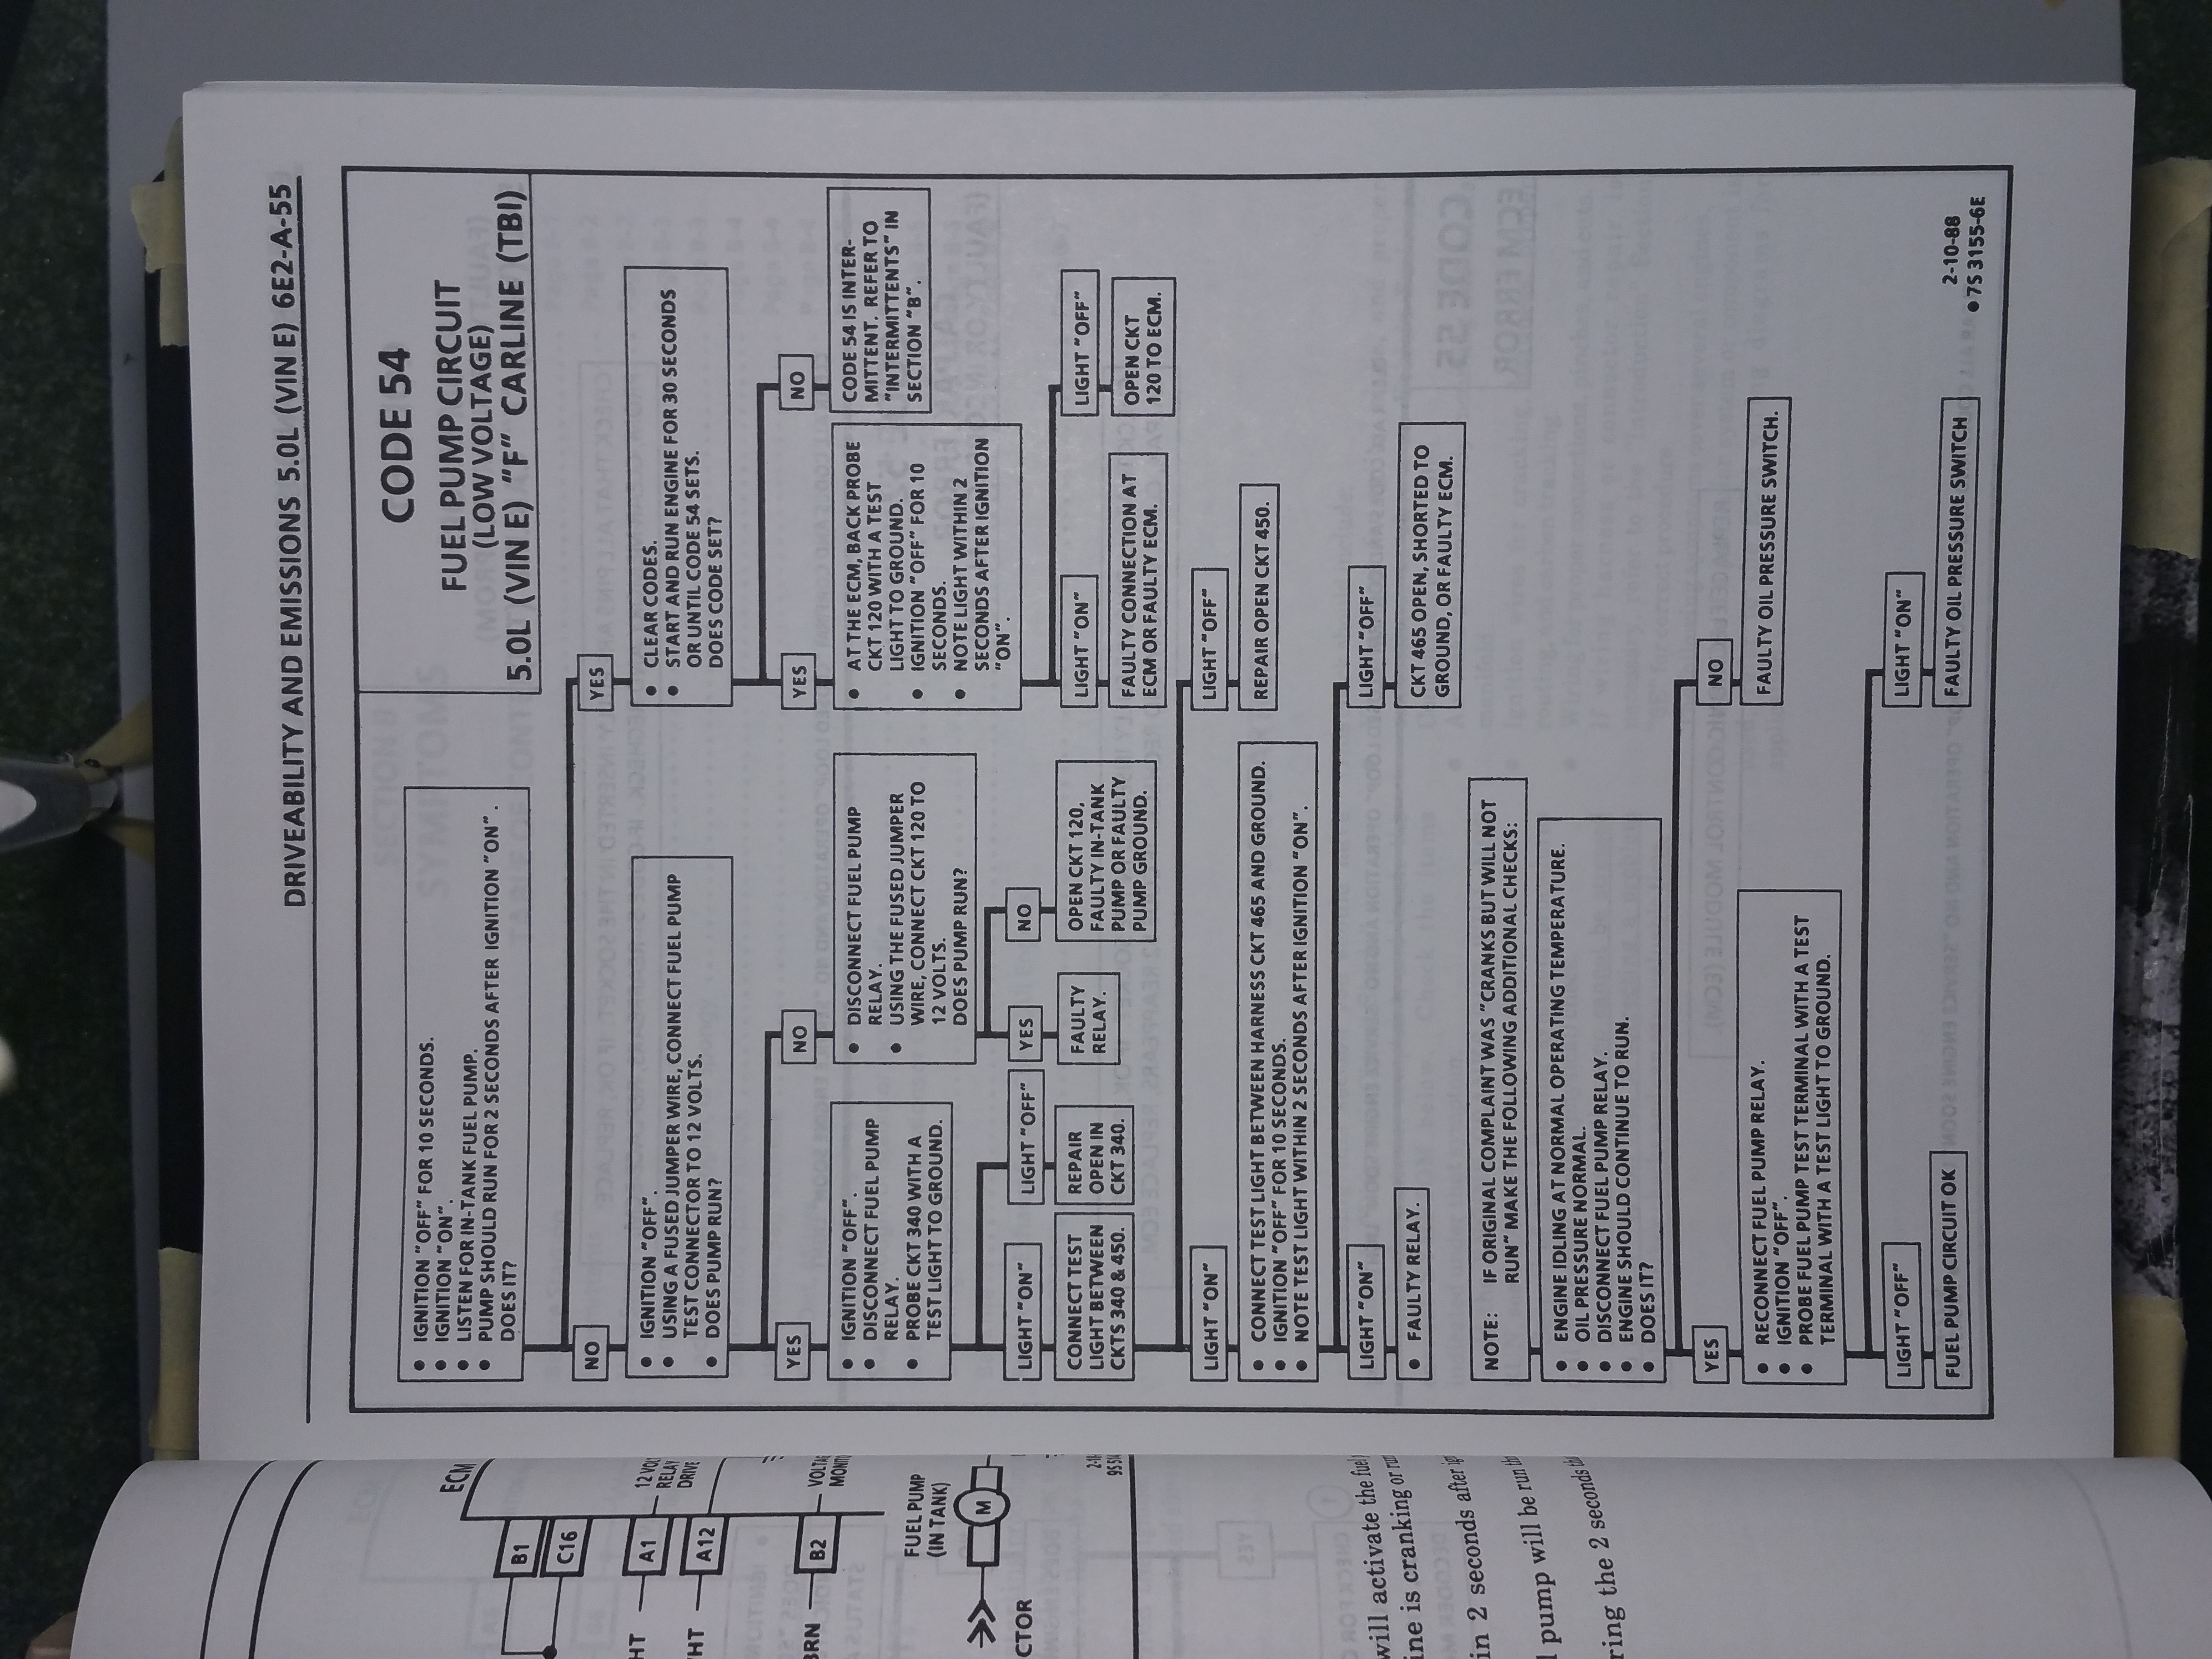 DRIVEABILITY AND EMISSIONS 5.0L (VIN E) 6E2-A-55
CODE 54
FUEL PUMP CIRCUIT
(LOW VOLTAGE)
5.0L (VIN E) "F" CARLINE (TBI)
● IGNITION "OFF" FOR 10 SECONDS.
● IGNITION "ON".
● LISTEN FOR IN-TANK FUEL PUMP.
● PUMP SHOULD RUN FOR 2 SECONDS AFTER IGNITION "ON".
DOES IT?
NO
YES
● IGNITION "OFF".
● USING A FUSED JUMPER WIRE, CONNECT FUEL PUMP
TEST CONNECTOR TO 12 VOLTS.
● DOES PUMP RUN?
● CLEAR CODES.
● START AND RUN ENGINE FOR 30 SECONDS
OR UNTIL CODE 54 SETS.
DOES CODE SET?
YES
NO
YES
NO
● IGNITION "OFF".
● DISCONNECT FUEL PUMP
RELAY.
● PROBE CKT 340 WITH A
TEST LIGHT TO GROUND.
● DISCONNECT FUEL PUMP
RELAY.
● USING THE FUSED JUMPER
WIRE, CONNECT CKT 120 TO
12 VOLTS.
DOES PUMP RUN?
● AT THE ECM, BACK PROBE
CKT 120 WITH A TEST
LIGHT TO GROUND.
● IGNITION "OFF" FOR 10
SECONDS.
● NOTE LIGHT WITHIN 2
SECONDS AFTER IGNITION
"ON".
CODE 54 IS INTER-
MITTENT. REFER TO
"INTERMITTENTS" IN
SECTION "B".
LIGHT "ON"
LIGHT "OFF"
YES
NO
LIGHT "ON"
LIGHT "OFF"
CONNECT TEST
LIGHT BETWEEN
CKTS 340 & 450.
REPAIR
OPEN IN
CKT 340.
FAULTY
RELAY.
OPEN CKT 120,
FAULTY IN-TANK
PUMP OR FAULTY
PUMP GROUND.
FAULTY CONNECTION AT
ECM OR FAULTY ECM.
OPEN CKT
120 TO ECM.
LIGHT "ON"
LIGHT "OFF"
● CONNECT TEST LIGHT BETWEEN HARNESS CKT 465 AND GROUND.
● IGNITION "OFF" FOR 10 SECONDS.
● NOTE TEST LIGHT WITHIN 2 SECONDS AFTER IGNITION "ON".
REPAIR OPEN CKT 450.
LIGHT "ON"
LIGHT "OFF"
● FAULTY RELAY.
CKT 465 OPEN, SHORTED TO
GROUND, OR FAULTY ECM.
NOTE: IF ORIGINAL COMPLAINT WAS "CRANKS BUT WILL NOT
RUN" MAKE THE FOLLOWING ADDITIONAL CHECKS:
● ENGINE IDLING AT NORMAL OPERATING TEMPERATURE.
● OIL PRESSURE NORMAL.
● DISCONNECT FUEL PUMP RELAY.
● ENGINE SHOULD CONTINUE TO RUN.
● DOES IT?
YES
NO
● RECONNECT FUEL PUMP RELAY.
● IGNITION "OFF".
● PROBE FUEL PUMP TEST TERMINAL WITH A TEST
TERMINAL WITH A TEST LIGHT TO GROUND.
FAULTY OIL PRESSURE SWITCH.
LIGHT "OFF"
LIGHT "ON"
FUEL PUMP CIRCUIT OK
FAULTY OIL PRESSURE SWITCH
2-10-88
● 7S 3155-6E
ECM
B1
C16
A1
A12
B2
RELAY
BRN
FUEL PUMP
(IN TANK)
M
CTOR
will activate the fuel
ine is cranking or
in 2 seconds after
pump will be run
ring the 2 seconds